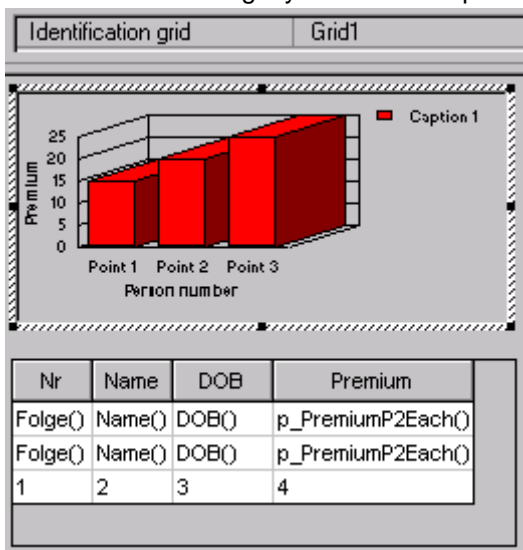 Identification grid Grid1
Caption 1
25
20
15
10
5
0
Premium
Point 1 Point 2 Point 3
Person number
Nr Name DOB Premium
Folge() Name() DOB() p_PremiumP2Each()
Folge() Name() DOB() p_PremiumP2Each()
1 2 3 4